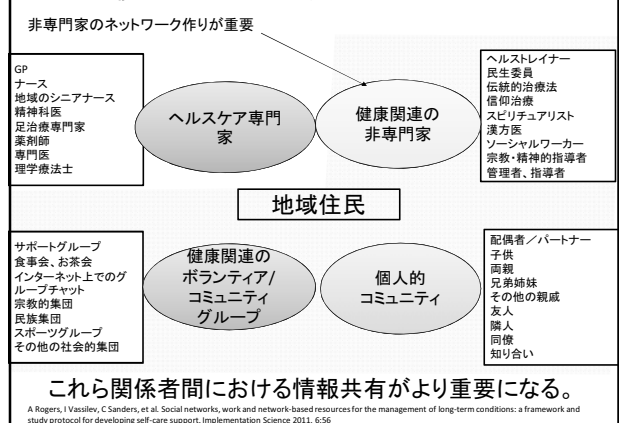 非専門家のネットワーク作りが重要
GP
ナース
地域のシニアナース
精神科医
足治療専門家
薬剤師
専門医
理学療法士
ヘルスケア専門
家
健康関連の
非専門家
ヘルストレイナー
民生委員
伝統的治療法
信仰治療
スピリチュアリスト
漢方医
ソーシャルワーカー
宗教・精神的指導者
管理者、指導者
地域住民
サポートグループ
食事会、お茶会
インターネット上でのグ
ループチャット
宗教的集団
民族集団
スポーツグループ
その他の社会的集団
健康関連の
ボランティア/
コミュニティ
グループ
個人的
コミュニティ
配偶者／パートナー
子供
両親
兄弟姉妹
その他の親戚
友人
隣人
同僚
知り合い
これら関係者間における情報共有がより重要になる。
A Rogers, I Vassilev, C Sanders, et al. Social networks, work and network-based resources for the management of long-term conditions: a framework and
study protocol for developing self-care support. Implementation Science 2011, 6:56